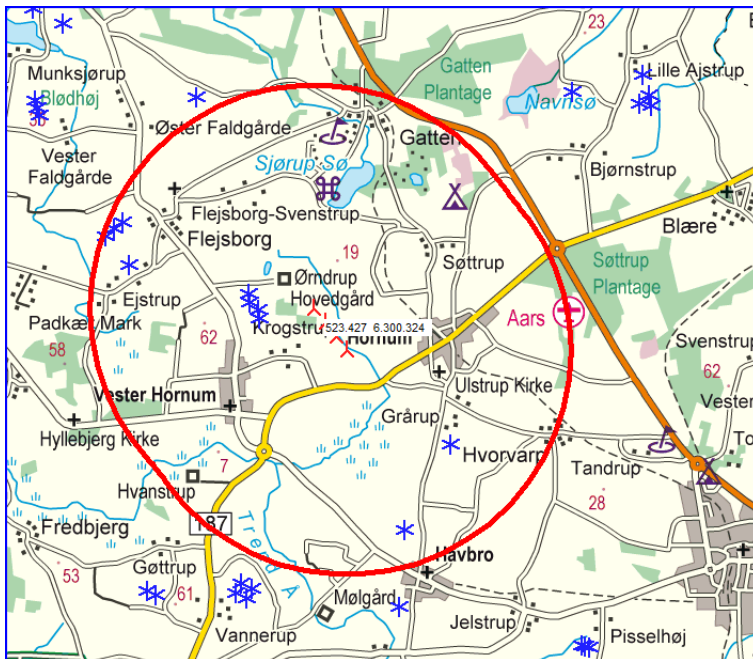 23
Munksjørup
Blødhøj
Gatten
Plantage
Lille Ajstrup
Navnsø
Øster Faldgårde
Vester
Faldgårde
Gatten
Sjørup Sø
Bjørnstrup
Flejsborg-Svenstrup
Flejsborg
Blære
19
Søttrup
Søttrup
Plantage
Ørndrup
Hovedgård
Ejstrup
Padkær Mark
62
58
523.427 6.300.324
Hornum
Aars
Svenstrup
62
Vester Hornum
Ulstrup Kirke
Vester
Grårup
Hyllebjerg Kirke
7
Hvorvarp
Tandrup
Hvanstrup
28
187
Trend Å
Fredbjerg
Gøttrup
53
61
Havbro
Mølgård
Jelstrup
Vannerup
Pisselhøj